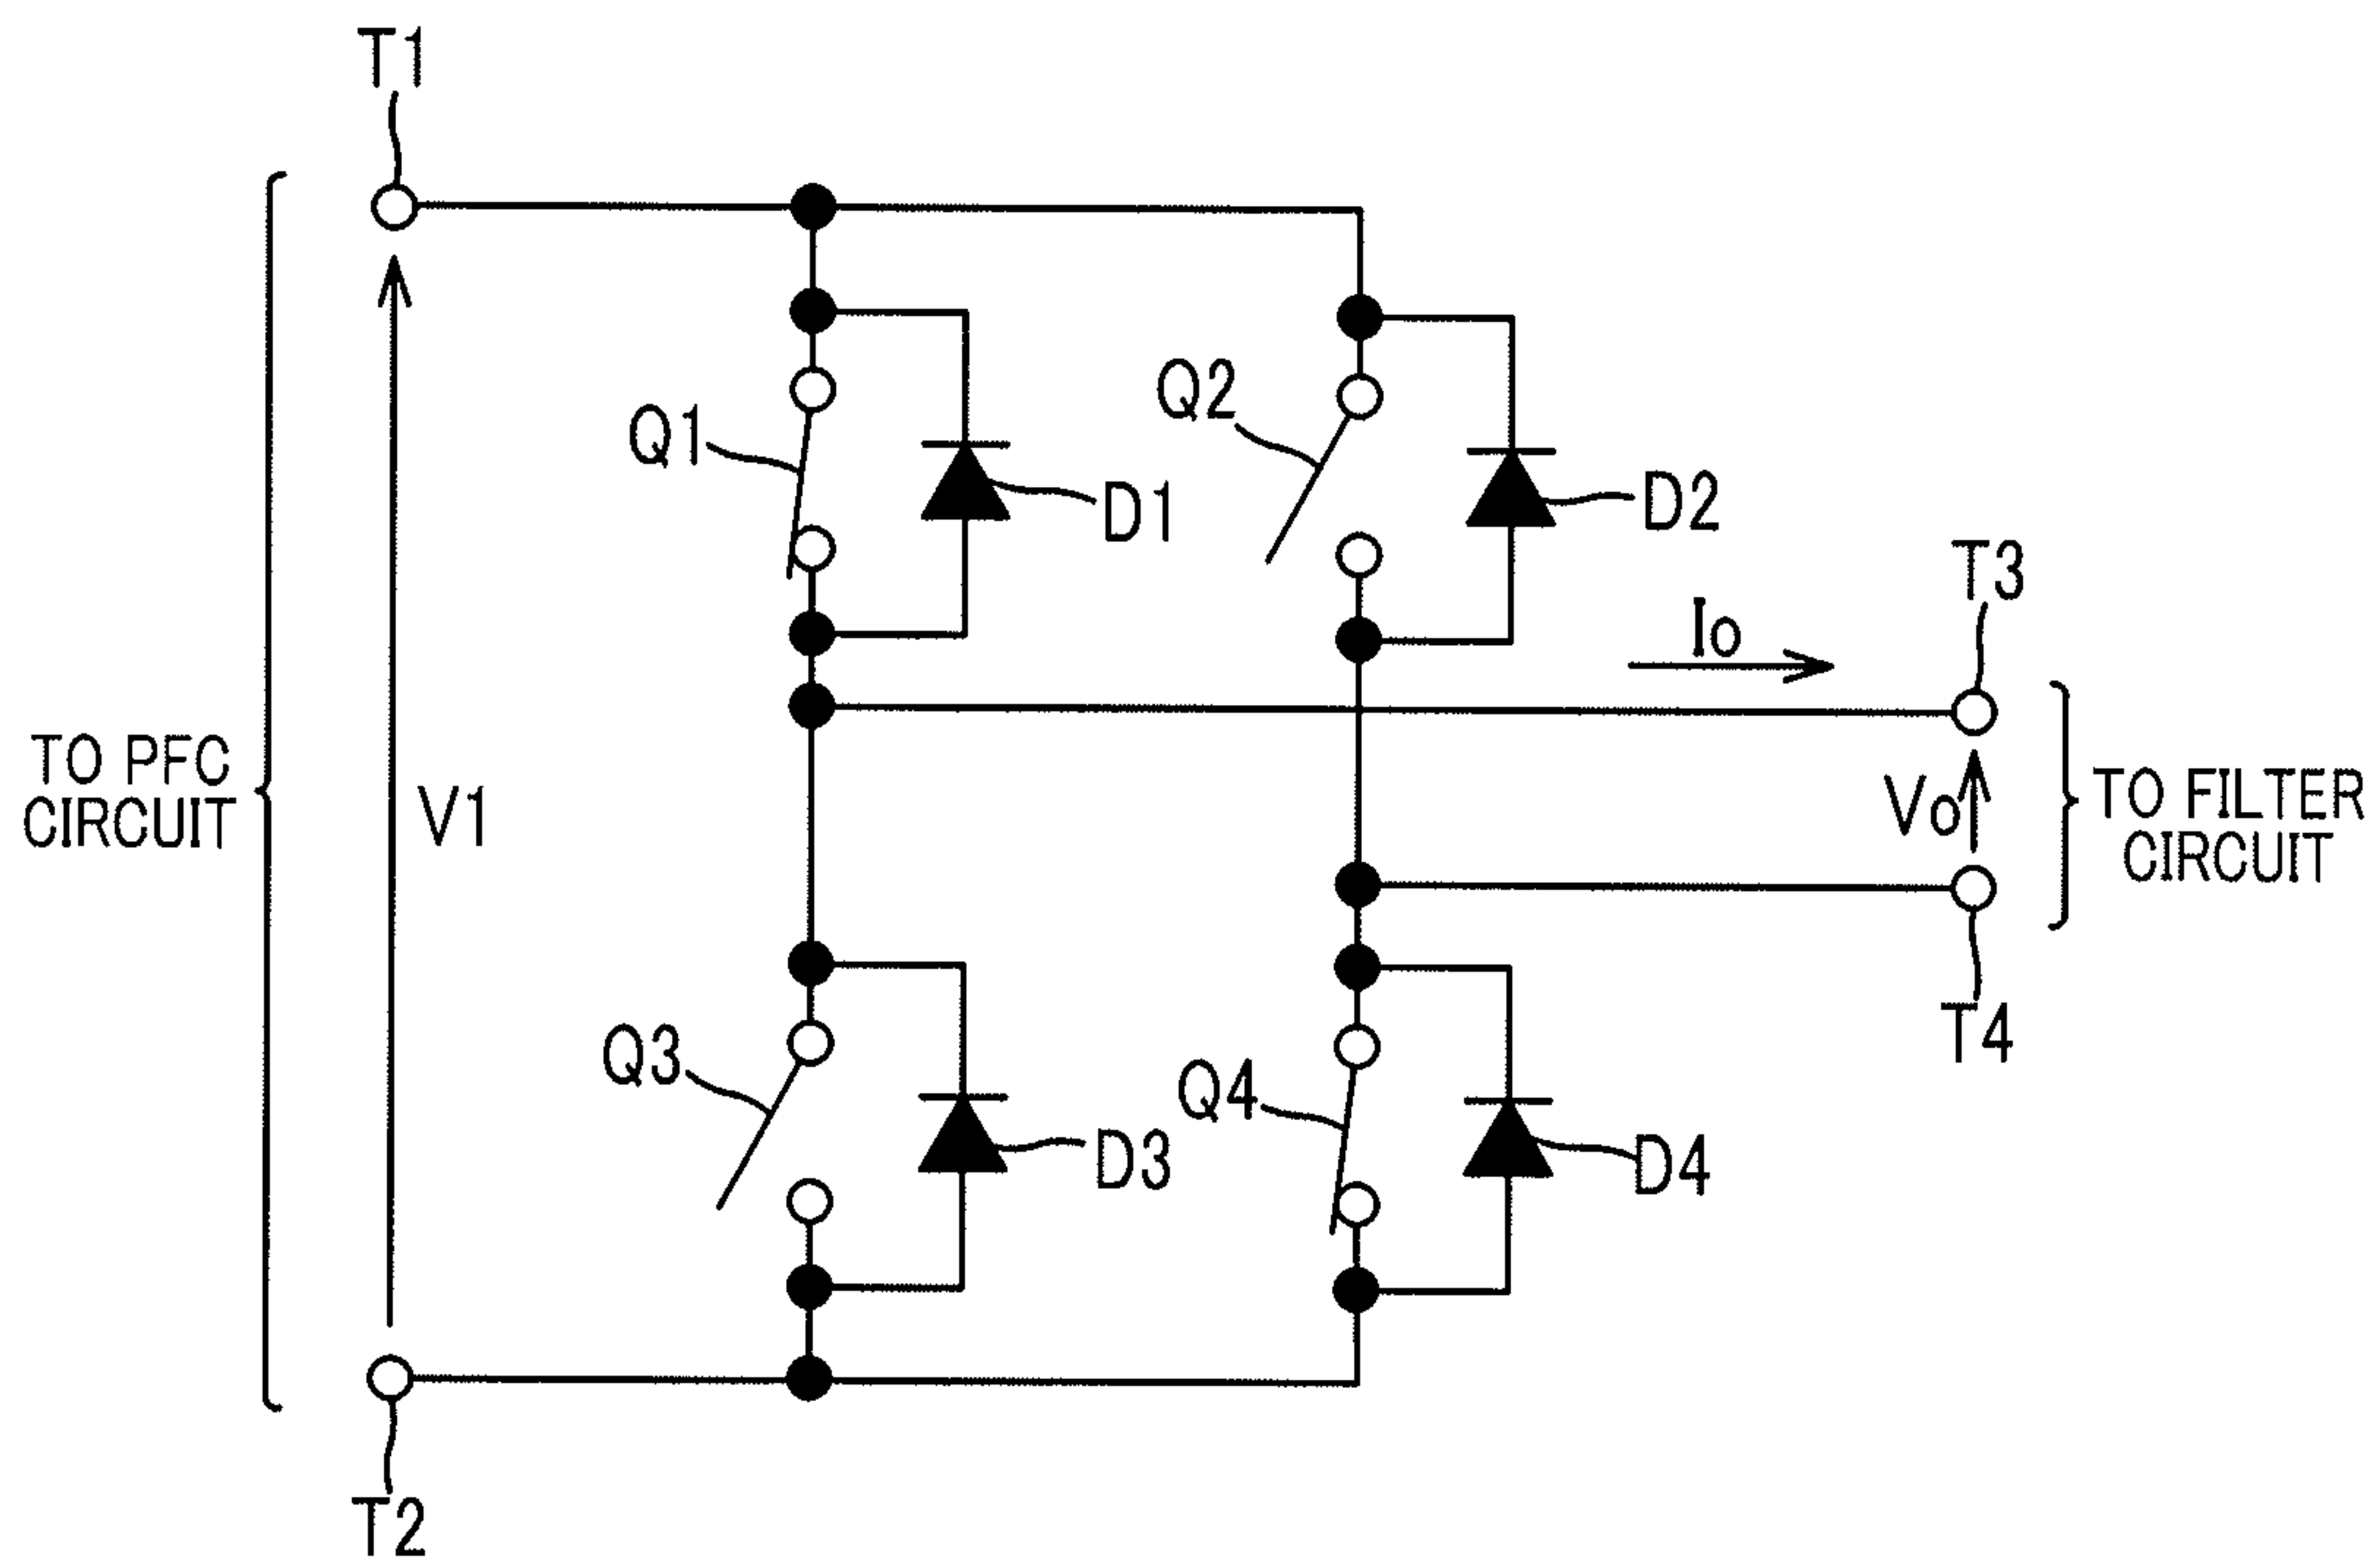 T1
Q1
D1
Q2
D2
Io
T3
TO PFC
CIRCUIT
V1
Vo
TO FILTER
CIRCUIT
T4
Q3
D3
Q4
D4
T2